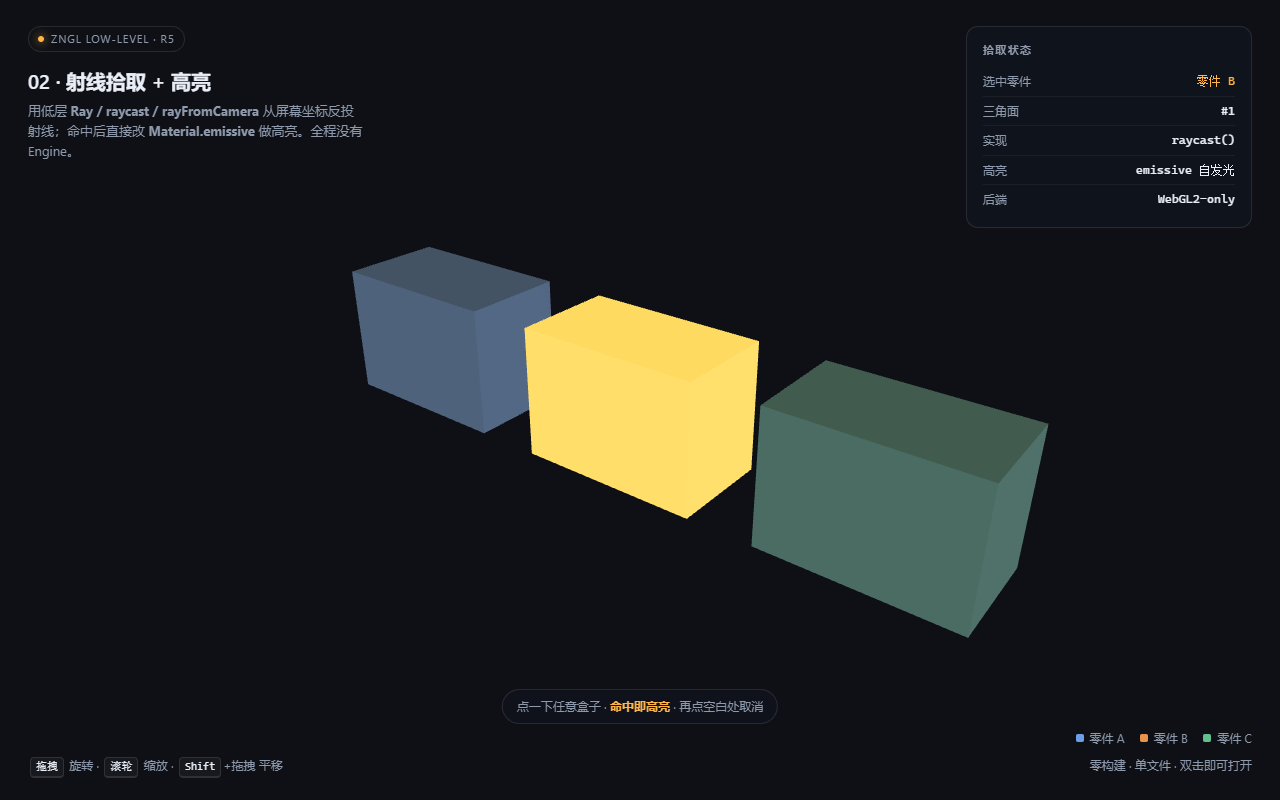 ZNGL LOW-LEVEL · R5
02 · 射线拾取 + 高亮
用低层 Ray / raycast / rayFromCamera 从屏幕坐标反投
射线；命中后直接改 Material.emissive 做高亮。全程没有
Engine。
拾取状态
选中零件 零件 B
三角面 #1
实现 raycast()
高亮 emissive 自发光
后端 WebGL2-only
点一下任意盒子 · 命中即高亮 · 再点空白处取消
零件 A 零件 B 零件 C
拖拽 旋转 · 滚轮 缩放 · Shift +拖拽 平移
零构建 · 单文件 · 双击即可打开